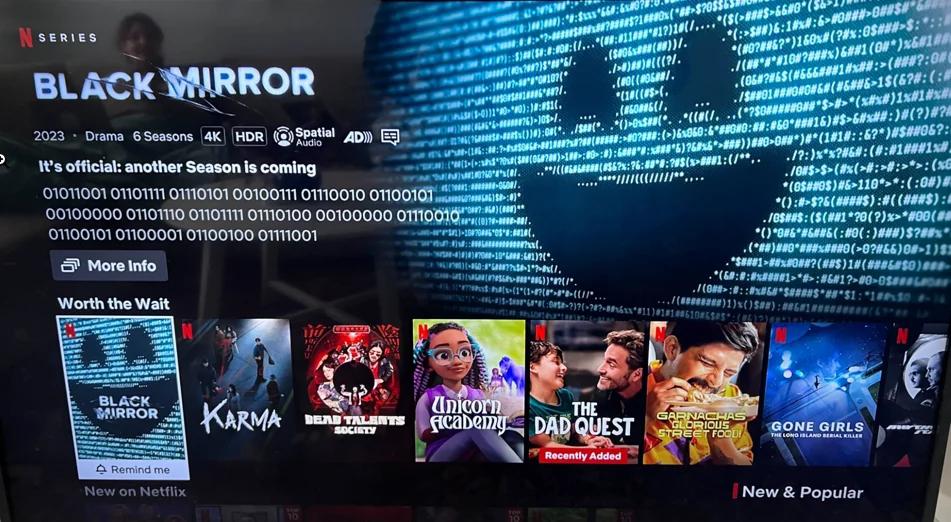 N SERIES
BLACK MIRROR
2023 · Drama 6 Seasons 4K HDR Spatial Audio AD
It's official: another Season is coming
01011001 01101111 01110101 00100111 01110010 01100101
00100000 01101110 01101111 01110100 00100000 01110010
01100101 01100001 01100100 01111001
More Info
Worth the Wait
BLACK MIRROR
KARMA
DEAD TALENTS SOCIETY
Unicorn Academy
THE DAD QUEST
Recently Added
GARNACHAS GLORIOUS STREET FOOD!
GONE GIRLS
THE LONG ISLAND SERIAL KILLER
Remind me
New on Netflix
New & Popular